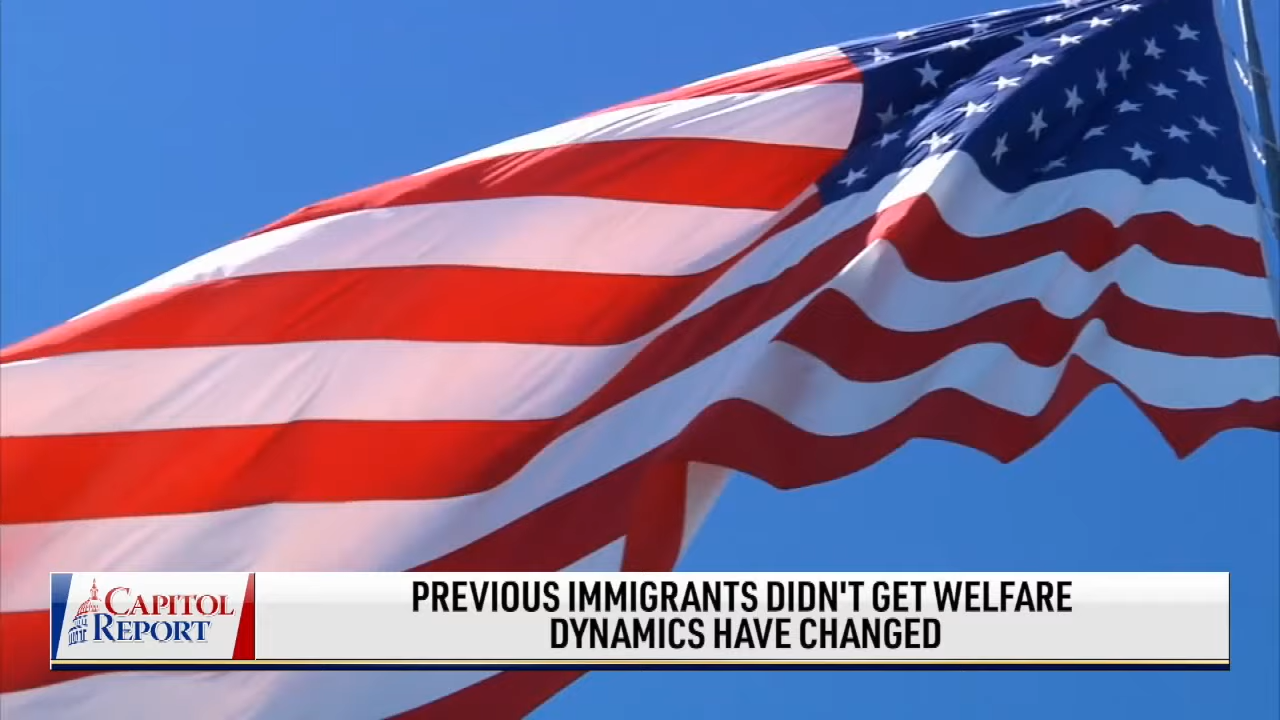 CAPITOL
REPORT
PREVIOUS IMMIGRANTS DIDN'T GET WELFARE
DYNAMICS HAVE CHANGED